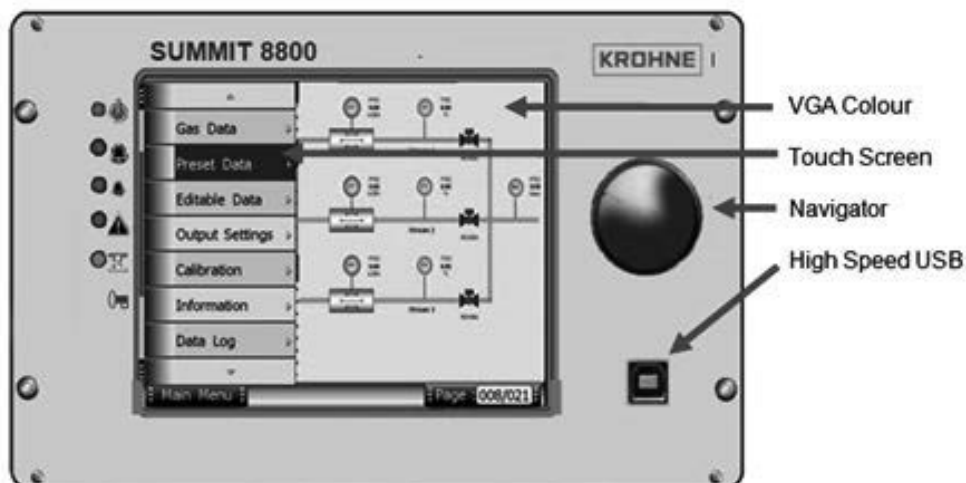 SUMMIT 8800
KROHNE
VGA Colour
Gas Data
Touch Screen
Preset Data
Navigator
Editable Data
Output Settings
High Speed USB
Calibration
Information
Data Log
Main Menu
Page 008/021